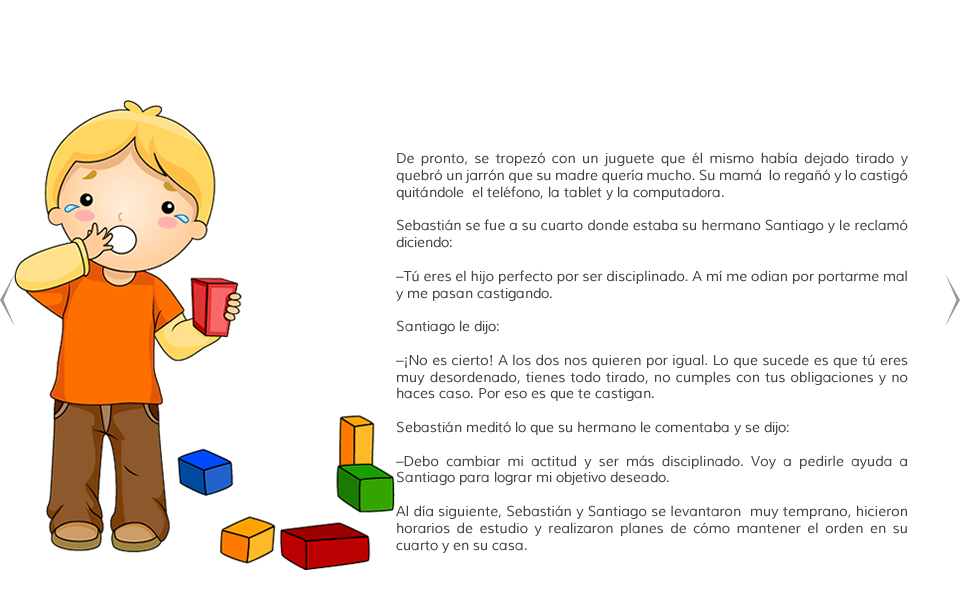 De pronto, se tropezó con un juguete que él mismo había dejado tirado y
quebró un jarrón que su madre quería mucho. Su mamá  lo regañó y lo castigó
quitándole  el teléfono, la tablet y la computadora.
Sebastián se fue a su cuarto donde estaba su hermano Santiago y le reclamó
diciendo:
–Tú eres el hijo perfecto por ser disciplinado. A mí me odian por portarme mal
y me pasan castigando.
Santiago le dijo:
–¡No es cierto! A los dos nos quieren por igual. Lo que sucede es que tú eres
muy desordenado, tienes todo tirado, no cumples con tus obligaciones y no
haces caso. Por eso es que te castigan.
Sebastián meditó lo que su hermano le comentaba y se dijo:
–Debo cambiar mi actitud y ser más disciplinado. Voy a pedirle ayuda a
Santiago para lograr mi objetivo deseado.
Al día siguiente, Sebastián y Santiago se levantaron  muy temprano, hicieron
horarios de estudio y realizaron planes de cómo mantener el orden en su
cuarto y en su casa.